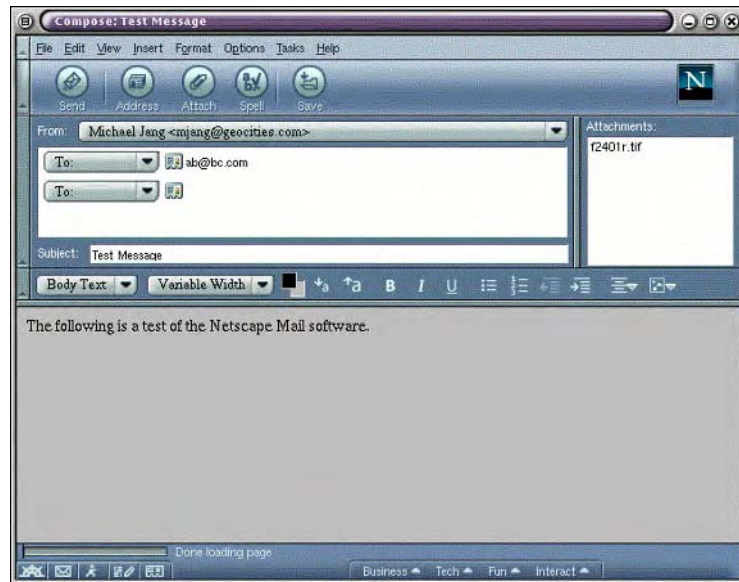 Compose: Test Message
File Edit View Insert Format Options Tasks Help
Send Address Attach Spell Save
N
From: Michael Jang <mjang@geocities.com>
Attachments:
f2401r.tif
To: ab@bc.com
To:
Subject: Test Message
Body Text Variable Width a a B I U
The following is a test of the Netscape Mail software.
Done loading page
Business Tech Fun Interact